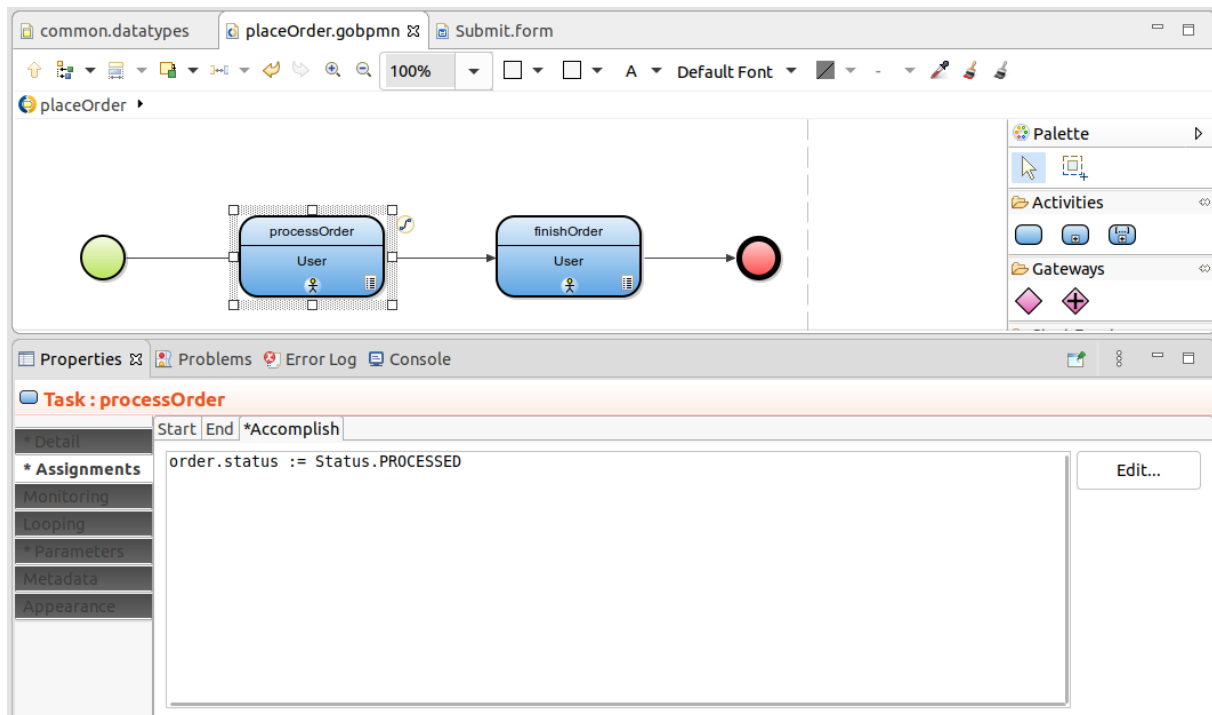 common.datatypes placeOrder.gobpmn Submit.form
100% A Default Font -
placeOrder
Palette
Activities
Gateways
processOrder
User
finishOrder
User
Properties Problems Error Log Console
Task : processOrder
Start End *Accomplish
* Detail
* Assignments
Monitoring
Looping
* Parameters
Metadata
Appearance
order.status := Status.PROCESSED
Edit...